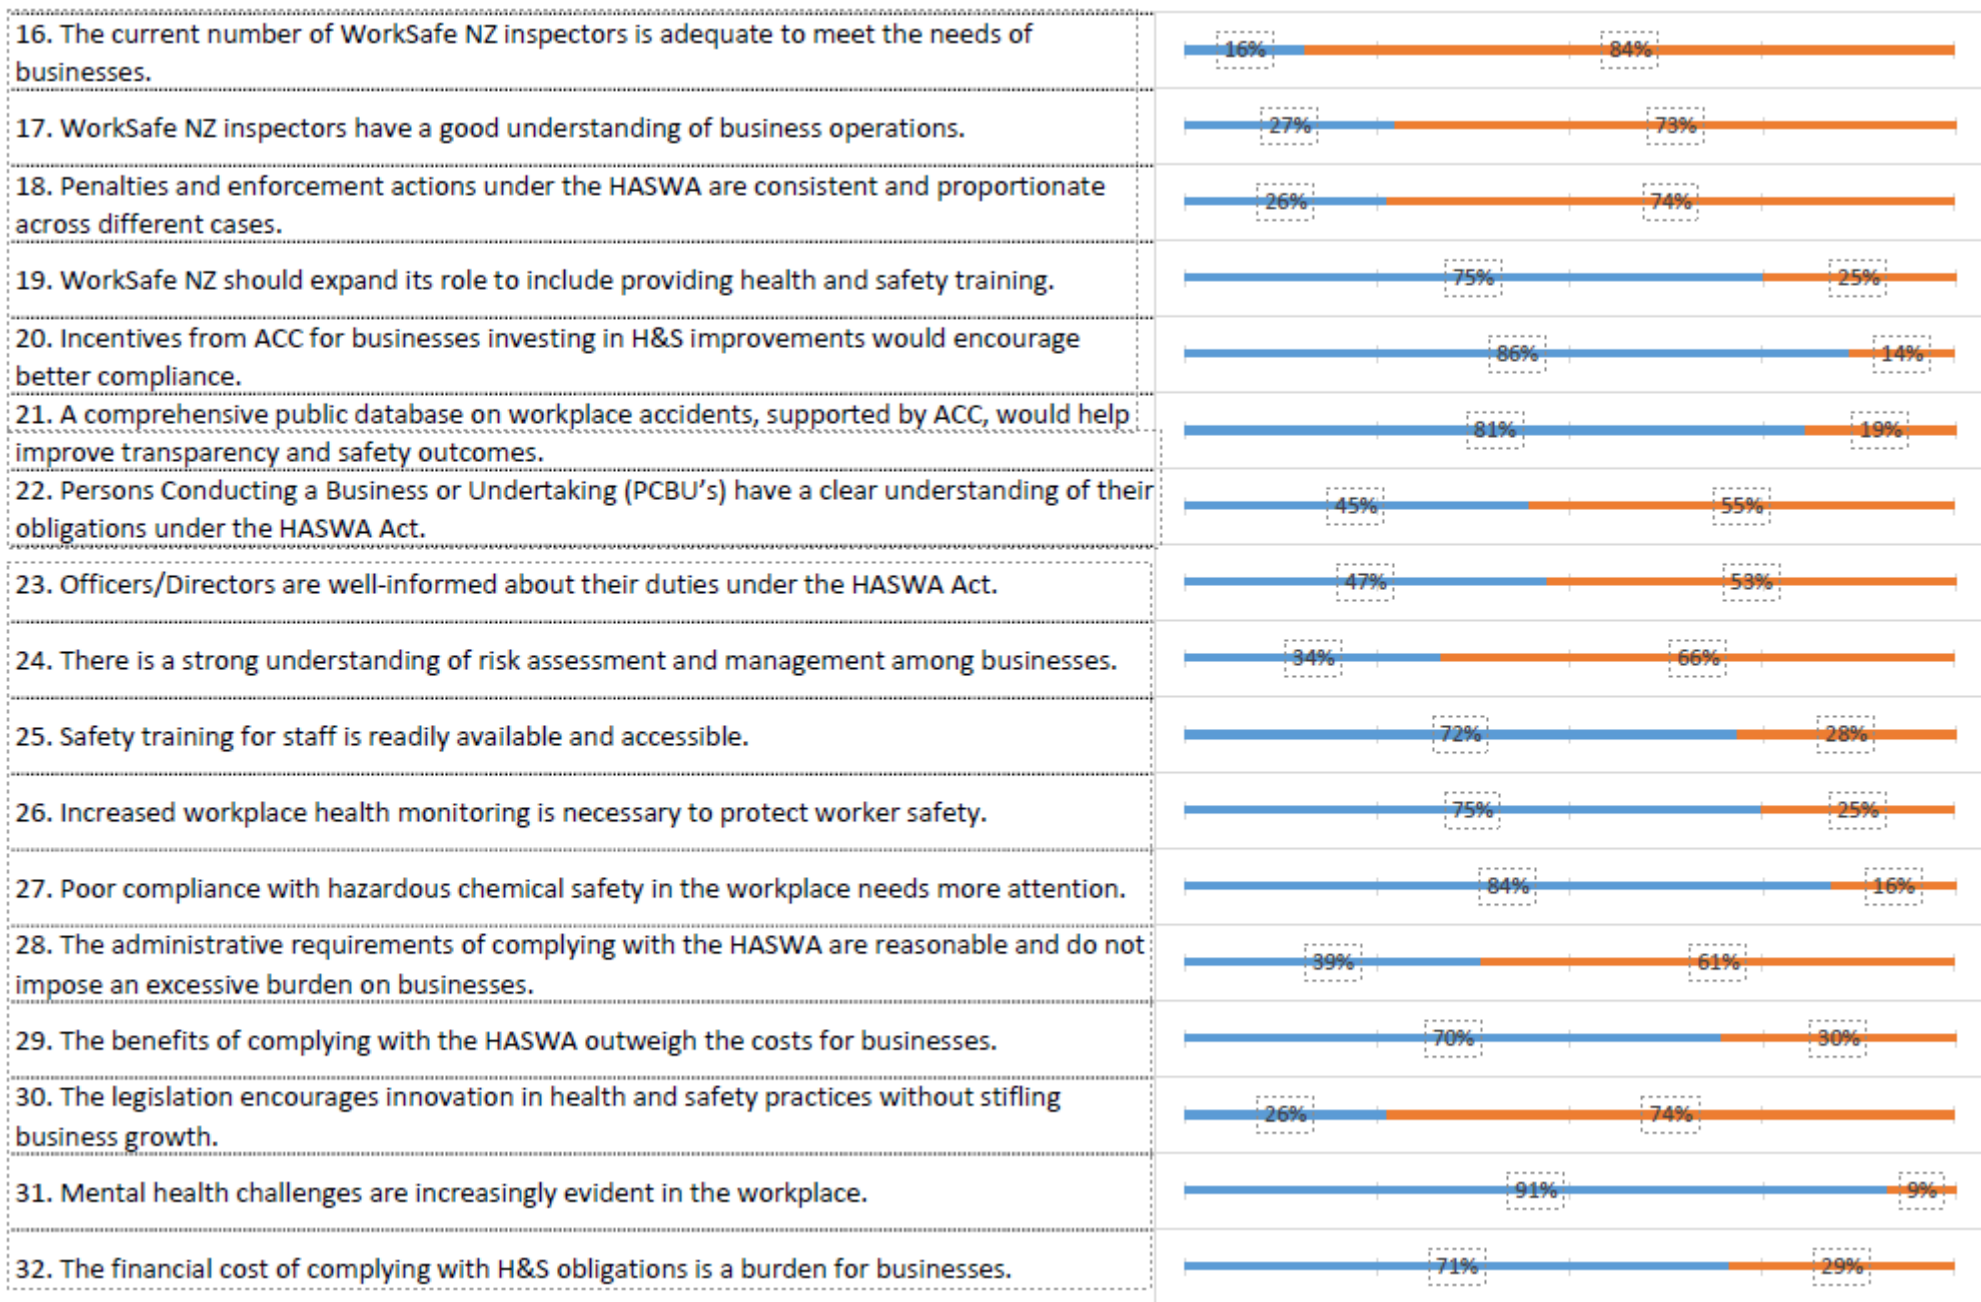 16. The current number of WorkSafe NZ inspectors is adequate to meet the needs of
businesses.
16% 84%
17. WorkSafe NZ inspectors have a good understanding of business operations.
27% 73%
18. Penalties and enforcement actions under the HASWA are consistent and proportionate
across different cases.
26% 74%
19. WorkSafe NZ should expand its role to include providing health and safety training.
75% 25%
20. Incentives from ACC for businesses investing in H&S improvements would encourage
better compliance.
86% 14%
21. A comprehensive public database on workplace accidents, supported by ACC, would help
improve transparency and safety outcomes.
81% 19%
22. Persons Conducting a Business or Undertaking (PCBU’s) have a clear understanding of their
obligations under the HASWA Act.
45% 55%
23. Officers/Directors are well-informed about their duties under the HASWA Act.
47% 53%
24. There is a strong understanding of risk assessment and management among businesses.
34% 66%
25. Safety training for staff is readily available and accessible.
72% 28%
26. Increased workplace health monitoring is necessary to protect worker safety.
75% 25%
27. Poor compliance with hazardous chemical safety in the workplace needs more attention.
84% 16%
28. The administrative requirements of complying with the HASWA are reasonable and do not
impose an excessive burden on businesses.
39% 61%
29. The benefits of complying with the HASWA outweigh the costs for businesses.
70% 30%
30. The legislation encourages innovation in health and safety practices without stifling
business growth.
26% 74%
31. Mental health challenges are increasingly evident in the workplace.
91% 9%
32. The financial cost of complying with H&S obligations is a burden for businesses.
71% 29%